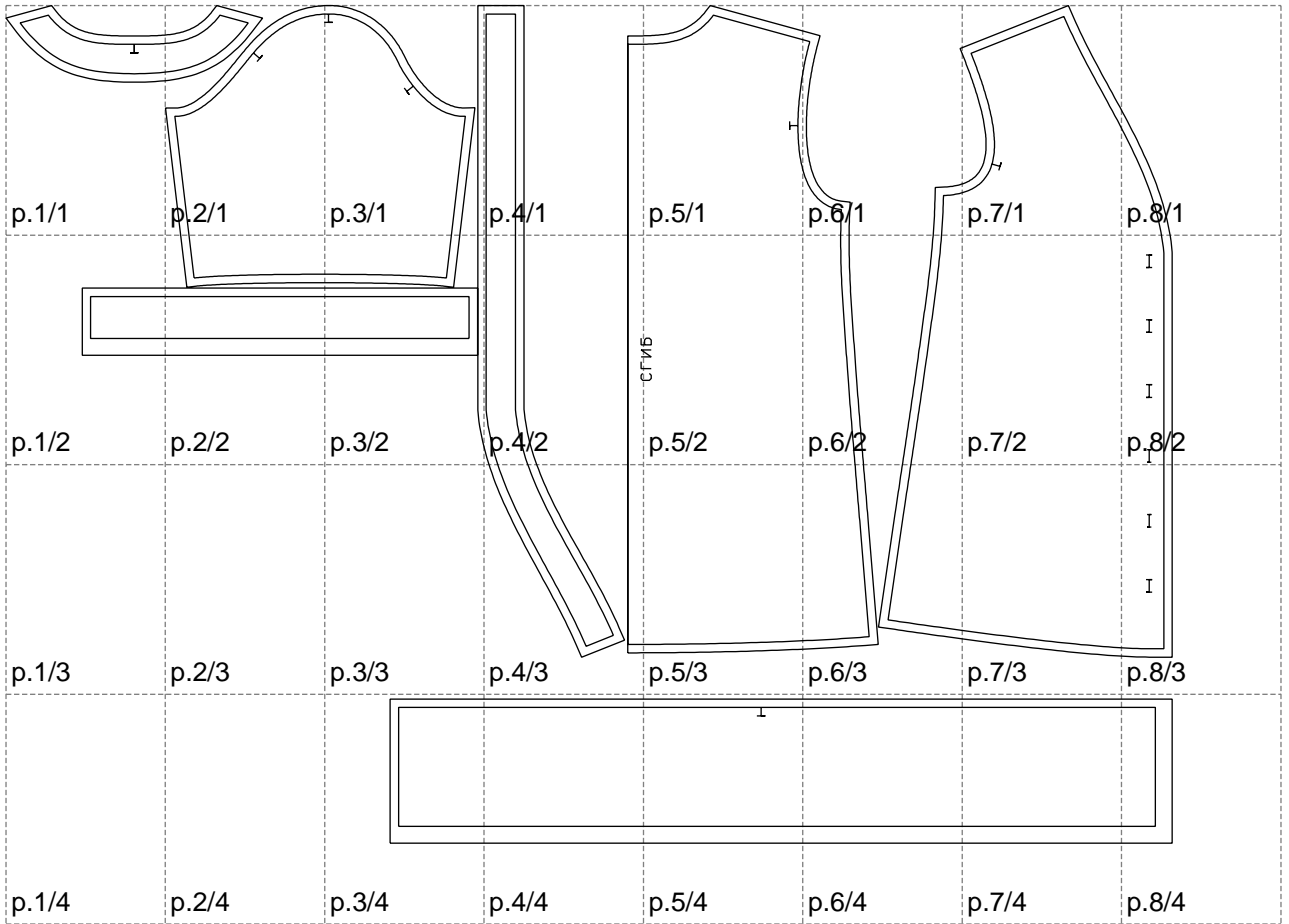 p.1/1 p.2/1 p.3/1 p.4/1 p.5/1 p.6/1 p.7/1 p.8/1
СГИБ
p.1/2 p.2/2 p.3/2 p.4/2 p.5/2 p.6/2 p.7/2 p.8/2
p.1/3 p.2/3 p.3/3 p.4/3 p.5/3 p.6/3 p.7/3 p.8/3
p.1/4 p.2/4 p.3/4 p.4/4 p.5/4 p.6/4 p.7/4 p.8/4